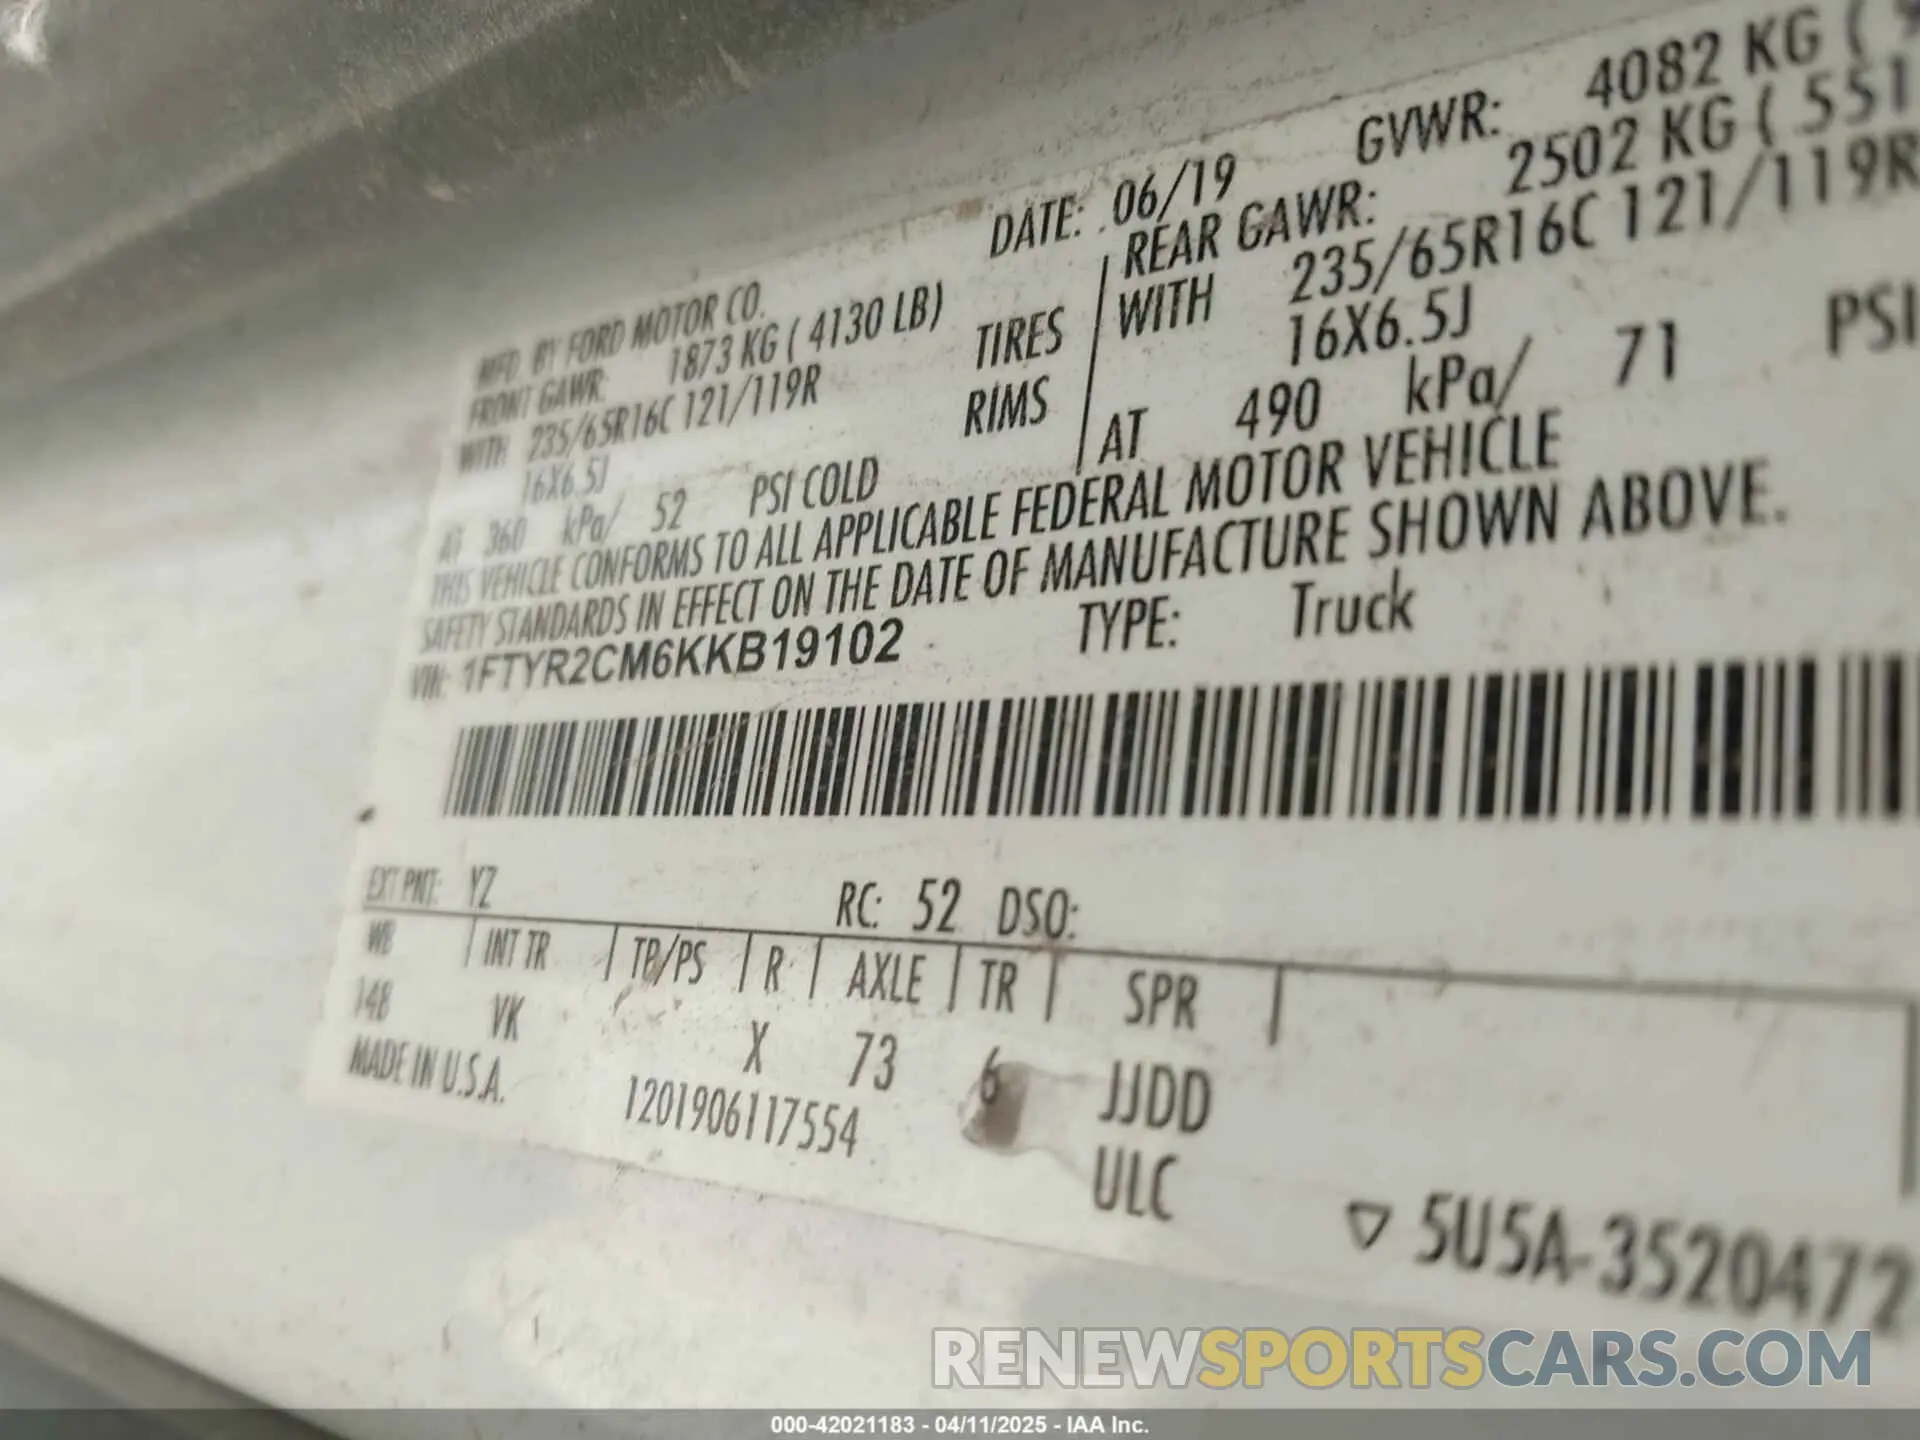 MFD. BY FORD MOTOR CO. DATE: 06/19 GVWR: 4082 KG (
FRONT GAWR: 1873 KG ( 4130 LB) REAR GAWR: 2502 KG ( 551
WITH 235/65R16C 121/119R TIRES WITH 235/65R16C 121/119R
16X6.5J RIMS 16X6.5J
AT 360 kPa/ 52 PSI COLD AT 490 kPa/ 71 PSI
THIS VEHICLE CONFORMS TO ALL APPLICABLE FEDERAL MOTOR VEHICLE
SAFETY STANDARDS IN EFFECT ON THE DATE OF MANUFACTURE SHOWN ABOVE.
VIN: 1FTYR2CM6KKB19102 TYPE: Truck
EXT PNT: YZ RC: 52 DSO:
WB INT TR TP/PS R AXLE TR SPR
148 VK X 73 6 JJDD
MADE IN U.S.A. 1201906117554 ULC
▽ 5U5A-3520472
RENEWSPORTSCARS.COM
000-42021183 - 04/11/2025 - IAA Inc.